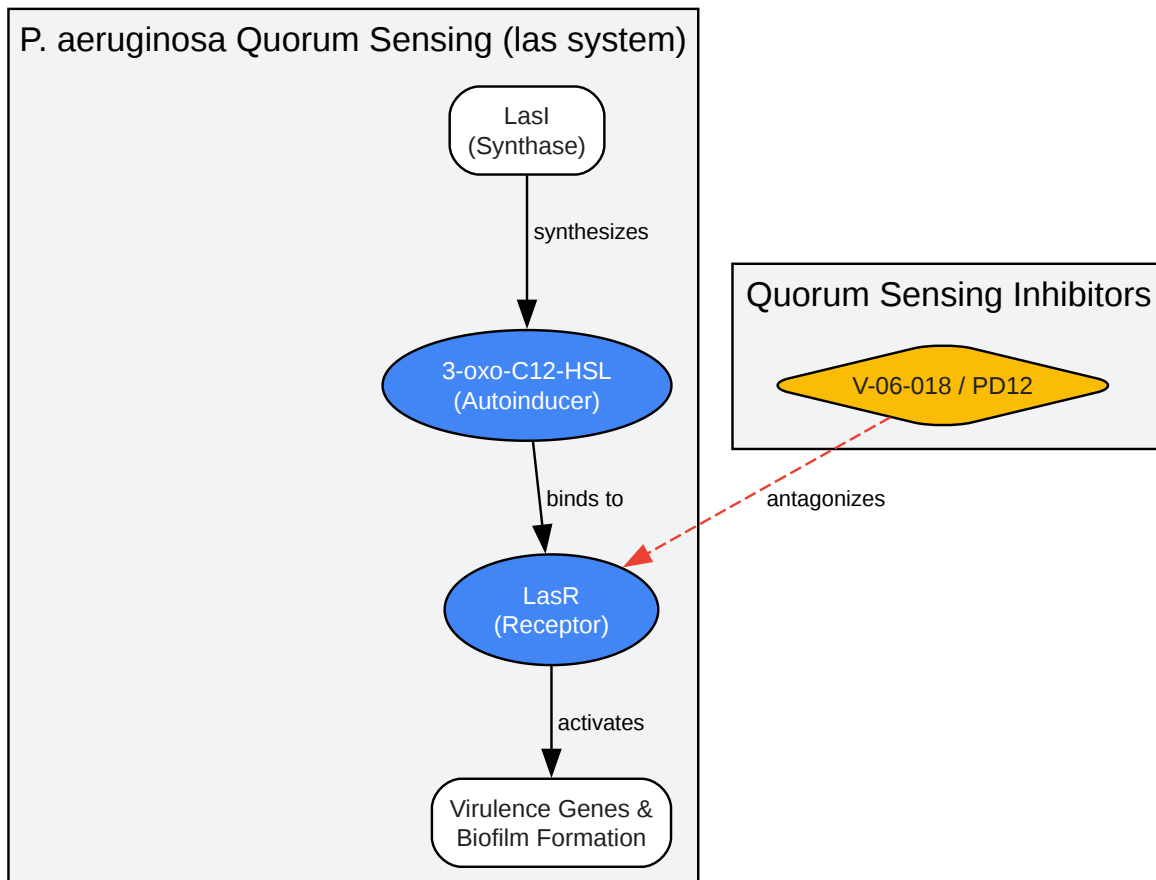 P. aeruginosa Quorum Sensing (las system)
LasI
(Synthase)
synthesizes
Quorum Sensing Inhibitors
3-oxo-C12-HSL
(Autoinducer)
V-06-018 / PD12
binds to
antagonizes
LasR
(Receptor)
activates
Virulence Genes &
Biofilm Formation